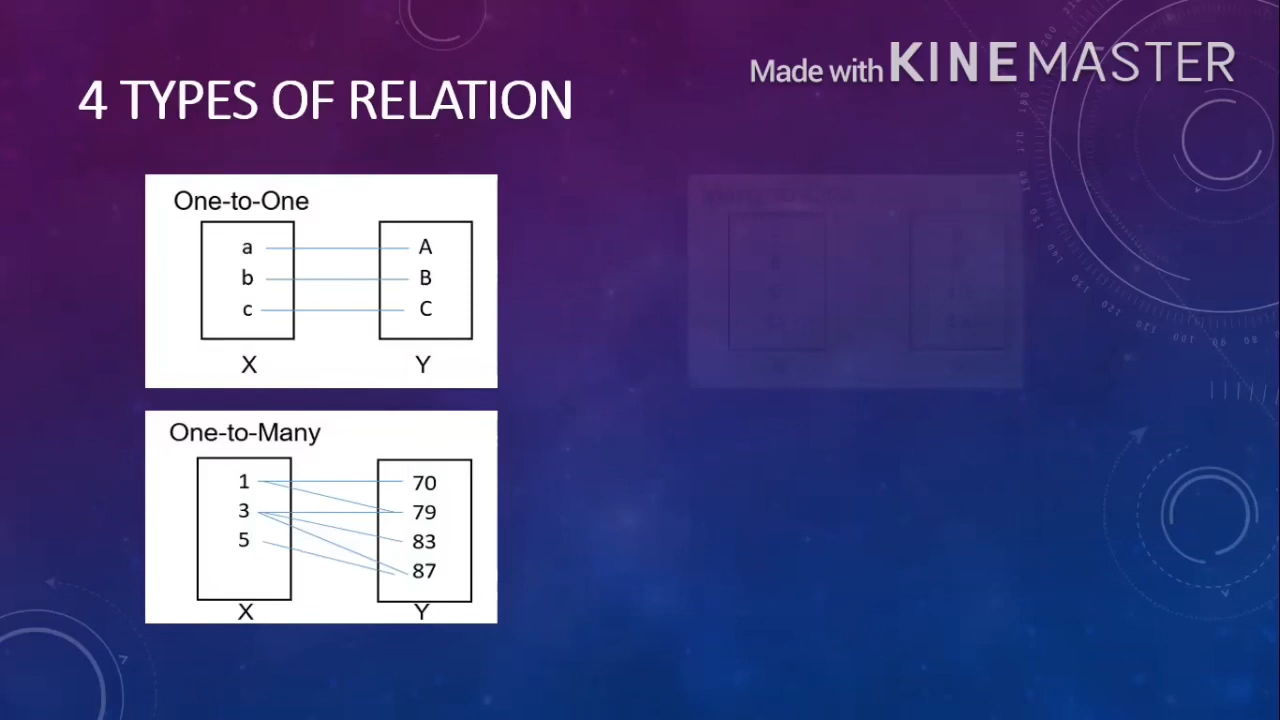 Made with KINEMASTER
4 TYPES OF RELATION
One-to-One
a A
b B
c C
X Y
One-to-Many
1 70
3 79
5 83
87
X Y